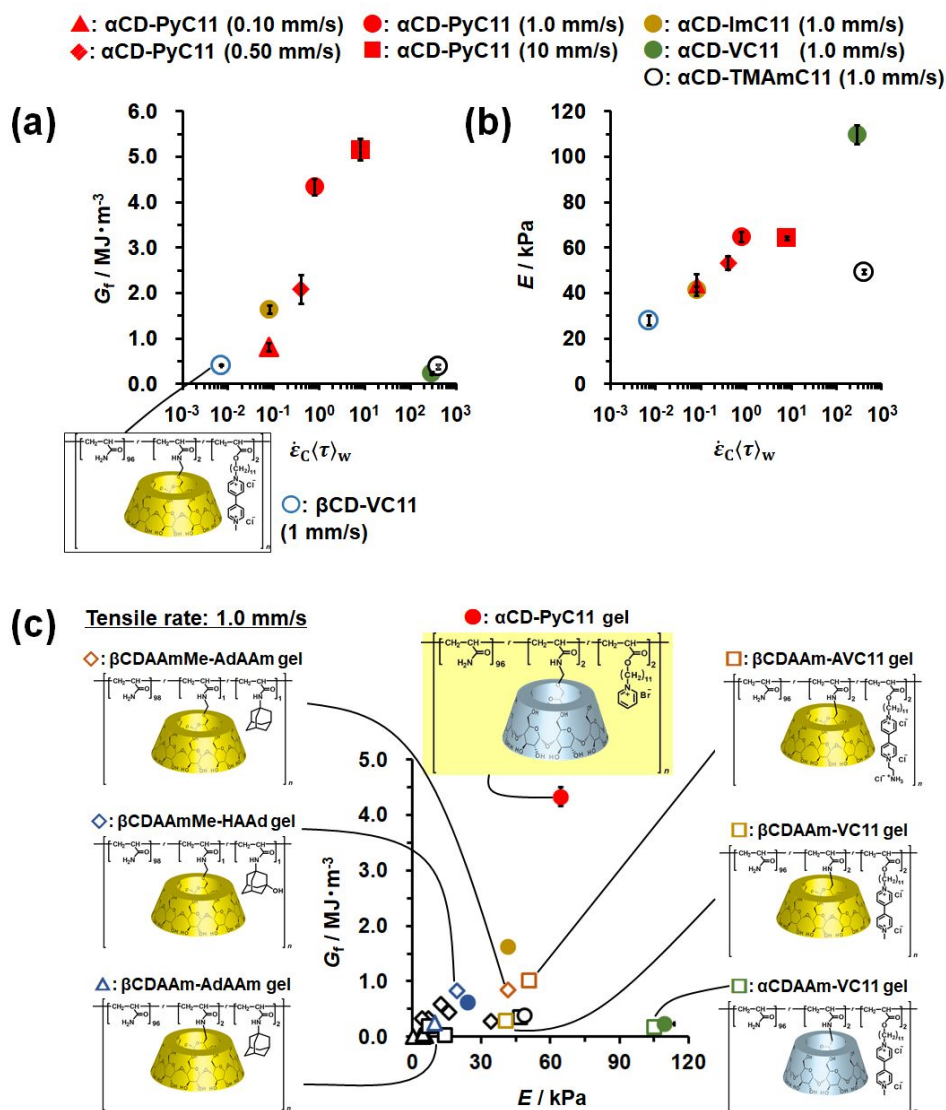 ▲: αCD-PyC11 (0.10 mm/s) ●: αCD-PyC11 (1.0 mm/s) ●: αCD-ImC11 (1.0 mm/s)
◆: αCD-PyC11 (0.50 mm/s) ■: αCD-PyC11 (10 mm/s) ●: αCD-VC11 (1.0 mm/s)
○: αCD-TMAmC11 (1.0 mm/s)
(a)
G_f / MJ·m⁻³
6.0
5.0
4.0
3.0
2.0
1.0
0.0
10⁻³ 10⁻² 10⁻¹ 10⁰ 10¹ 10² 10³
ε̇_C⟨τ⟩_w
(b)
E / kPa
120
100
80
60
40
20
0
10⁻³ 10⁻² 10⁻¹ 10⁰ 10¹ 10² 10³
ε̇_C⟨τ⟩_w
○: βCD-VC11
(1 mm/s)
(c)
Tensile rate: 1.0 mm/s
●: αCD-PyC11 gel
◇: βCDAAmMe-AdAAm gel
□: βCDAAm-AVC11 gel
◇: βCDAAmMe-HAAd gel
□: βCDAAm-VC11 gel
△: βCDAAm-AdAAm gel
□: αCDAAm-VC11 gel
G_f / MJ·m⁻³
5.0
4.0
3.0
2.0
1.0
0.0
0 30 60 90 120
E / kPa